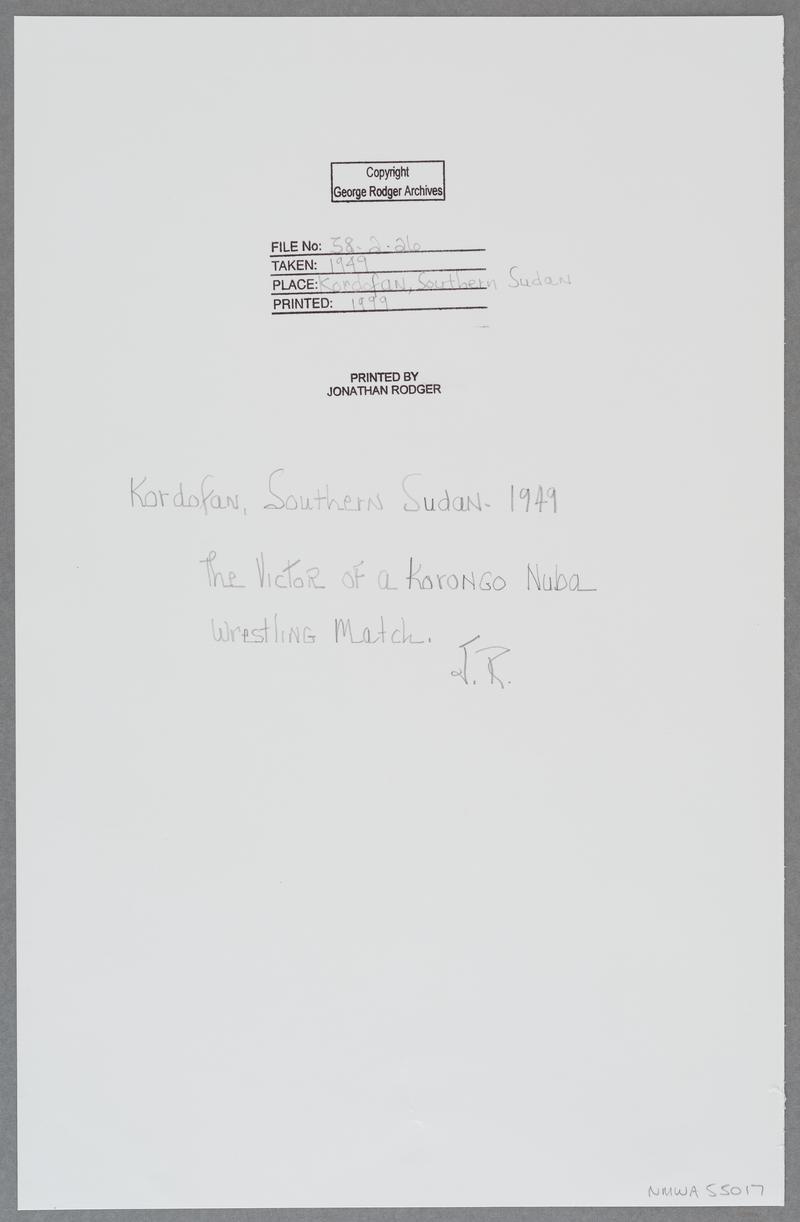 Copyright
George Rodger Archives
FILE No: 58.2.26
TAKEN: 1949
PLACE: Kordofan, Southern Sudan
PRINTED: 1999
PRINTED BY
JONATHAN RODGER
Kordofan, Southern Sudan. 1949
The Victor of a Korongo Nuba
Wrestling Match.
J.R.
NMWA 55017